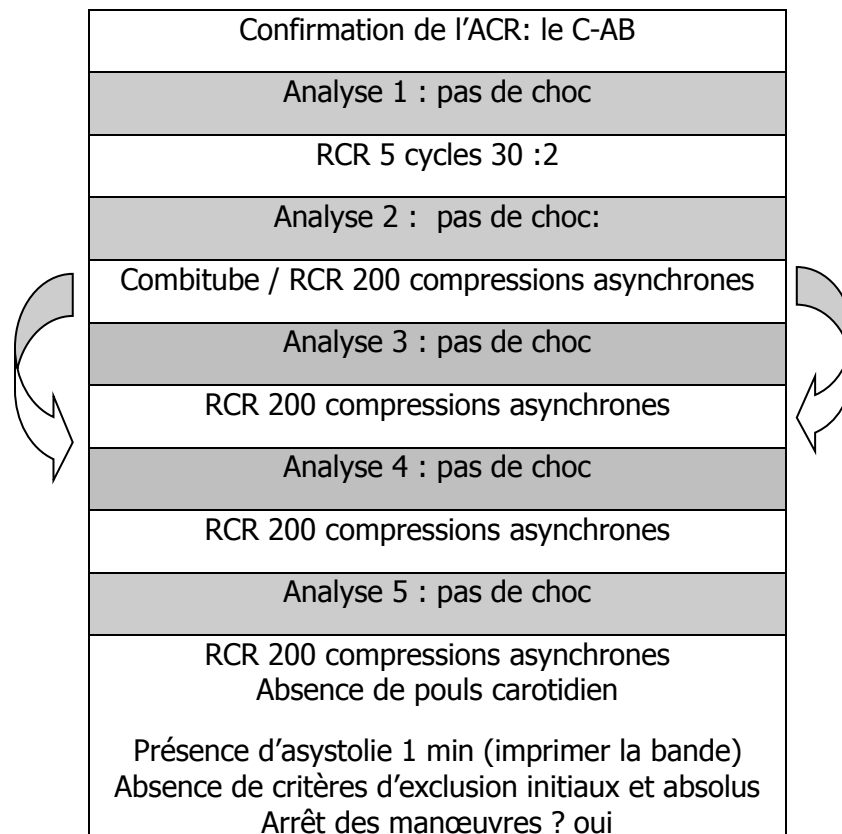 Confirmation de l'ACR: le C-AB
Analyse 1 : pas de choc
RCR 5 cycles 30 :2
Analyse 2 :  pas de choc:
Combitube / RCR 200 compressions asynchrones
Analyse 3 : pas de choc
RCR 200 compressions asynchrones
Analyse 4 : pas de choc
RCR 200 compressions asynchrones
Analyse 5 : pas de choc
RCR 200 compressions asynchrones
Absence de pouls carotidien
Présence d'asystolie 1 min (imprimer la bande)
Absence de critères d'exclusion initiaux et absolus
Arrêt des manœuvres ? oui